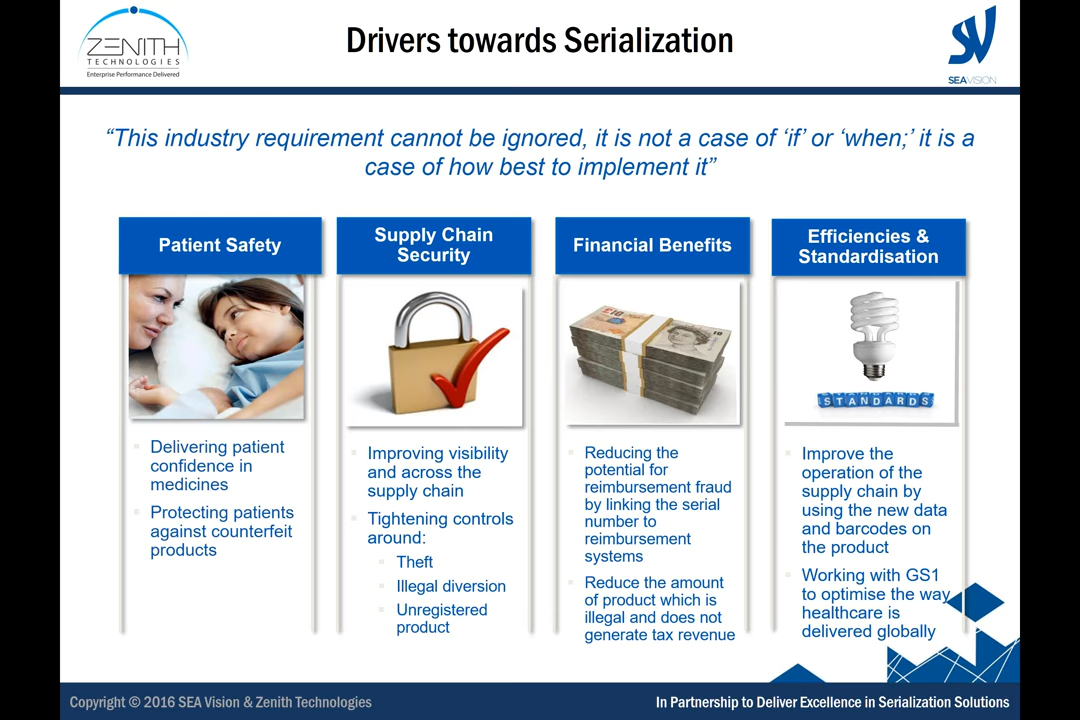 ZENITH
TECHNOLOGIES
Enterprise Performance Delivered
Drivers towards Serialization
SV
SEAVISION
“This industry requirement cannot be ignored, it is not a case of ‘if’ or ‘when;’ it is a
case of how best to implement it”
Patient Safety
Delivering patient
confidence in
medicines
Protecting patients
against counterfeit
products
Supply Chain
Security
Improving visibility
and across the
supply chain
Tightening controls
around:
Theft
Illegal diversion
Unregistered
product
Financial Benefits
£10
10
Reducing the
potential for
reimbursement fraud
by linking the serial
number to
reimbursement
systems
Reduce the amount
of product which is
illegal and does not
generate tax revenue
Efficiencies &
Standardisation
STANDARDS
Improve the
operation of the
supply chain by
using the new data
and barcodes on
the product
Working with GS1
to optimise the way
healthcare is
delivered globally
Copyright © 2016 SEA Vision & Zenith Technologies
In Partnership to Deliver Excellence in Serialization Solutions